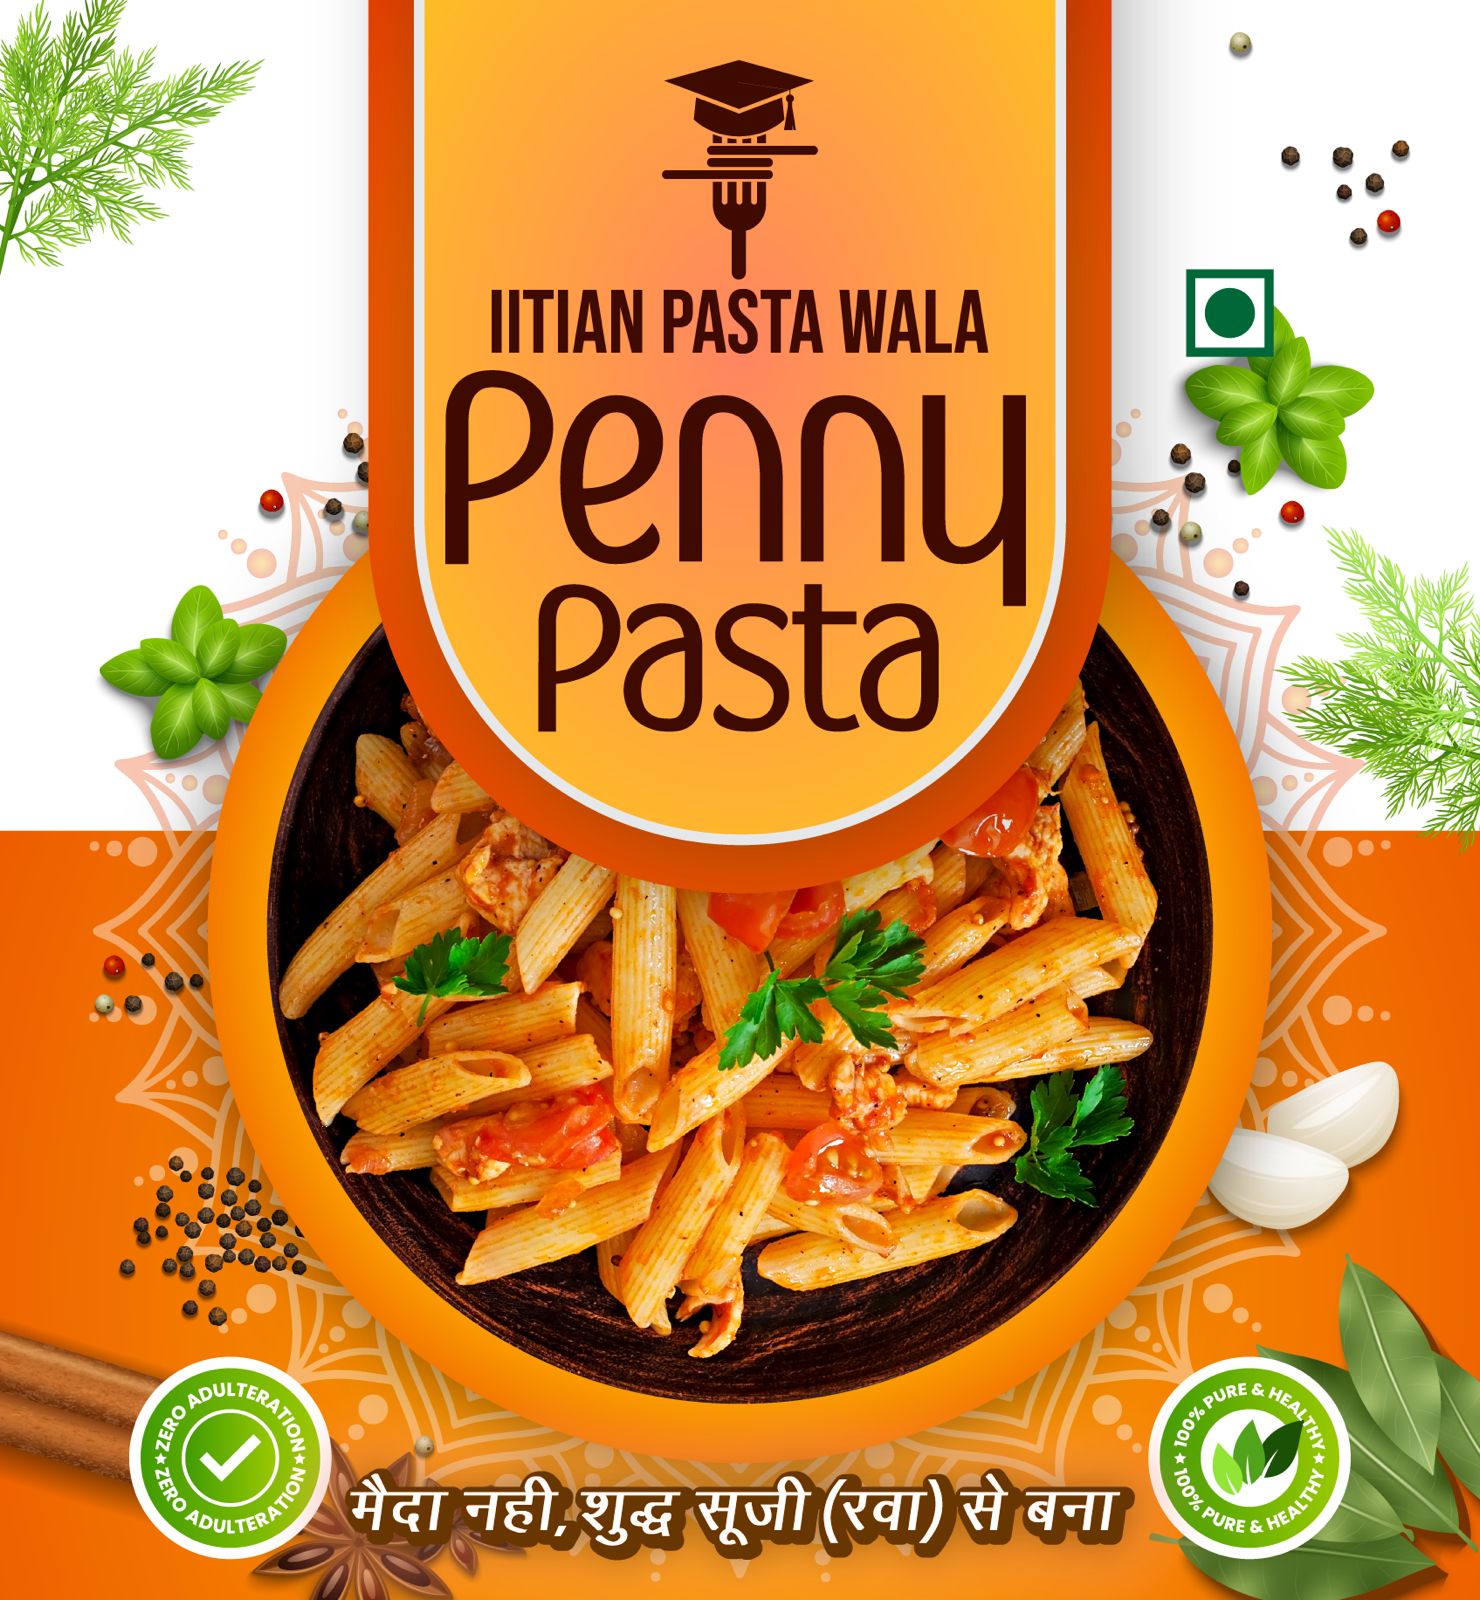 IITIAN PASTA WALA
Penny
Pasta
ZERO ADULTERATION
ZERO ADULTERATION
100% PURE & HEALTHY
100% PURE & HEALTHY
मैदा नही, शुद्ध सूजी (रवा) से बना